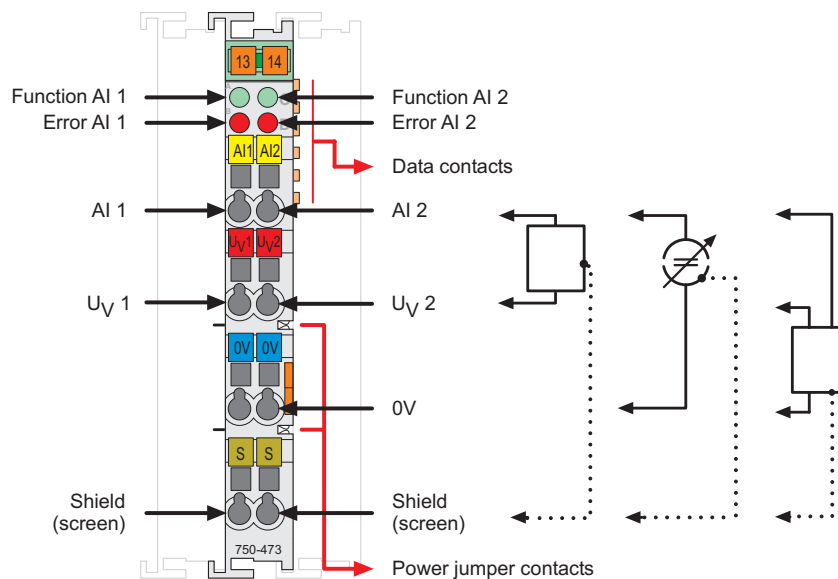 13 14
Function AI 1
Function AI 2
Error AI 1
Error AI 2
AI1 AI2
Data contacts
AI 1
AI 2
UV1 UV2
UV 1
UV 2
0V 0V
0V
S S
Shield
(screen)
Shield
(screen)
750-473
Power jumper contacts